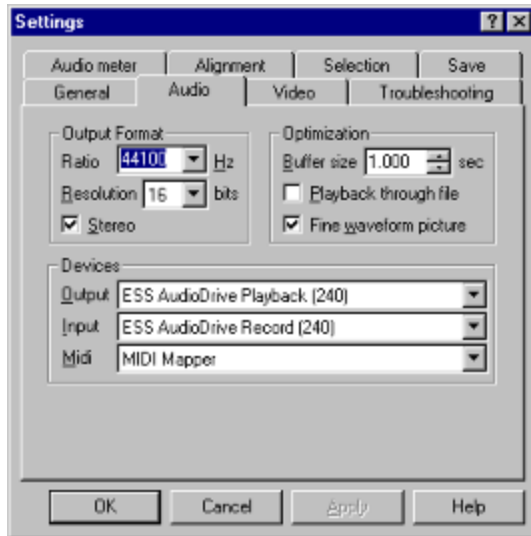 Settings
Audio meter Alignment Selection Save
General Audio Video Troubleshooting
Output Format
Ratio 44100 Hz
Resolution 16 bits
Stereo
Optimization
Buffer size 1.000 sec
Playback through file
Fine waveform picture
Devices
Output ESS AudioDrive Playback (240)
Input ESS AudioDrive Record (240)
Midi MIDI Mapper
OK Cancel Apply Help